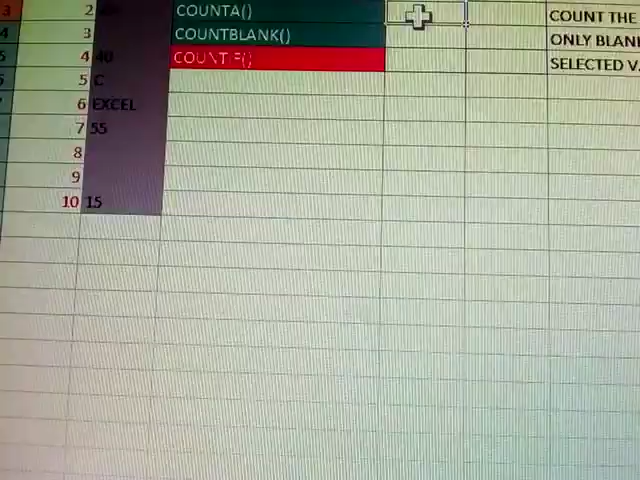 3 2 COUNTA() COUNT THE
4 3 COUNTBLANK() ONLY BLAN
5 4 40 COUNTIF() SELECTED V
5 C
6 EXCEL
7 55
8
9
10 15